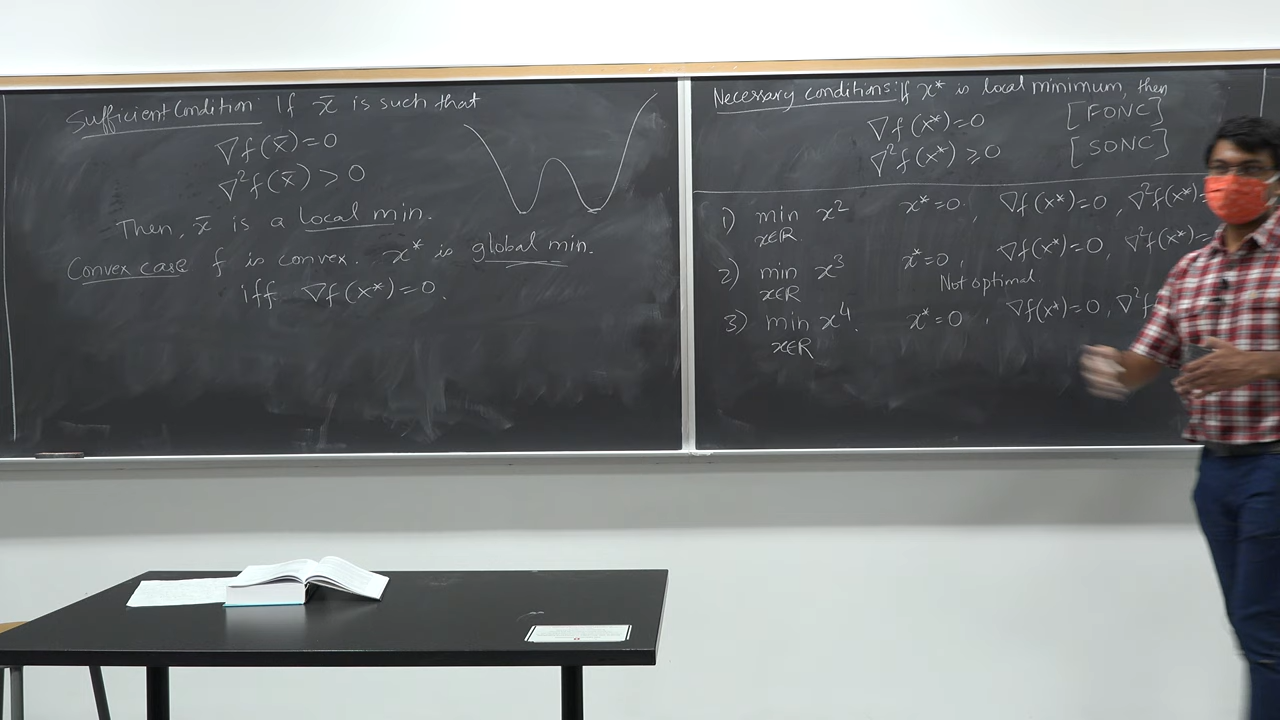 Sufficient Condition: If x̄ is such that
∇f(x̄)=0
∇²f(x̄) > 0
Then, x̄ is a local min.
Convex case f is convex. x* is global min.
iff ∇f(x*)=0.
Necessary conditions: If x* is local minimum, then
∇f(x*)=0 [FONC]
∇²f(x*) ⩾ 0 [SONC]
1) min x² x*=0, ∇f(x*)=0, ∇²f(x*)=
x∈R
2) min x³ x*=0, ∇f(x*)=0, ∇²f(x*)=
x∈R Not optimal
3) min x⁴. x*=0, ∇f(x*)=0, ∇²f
x∈R